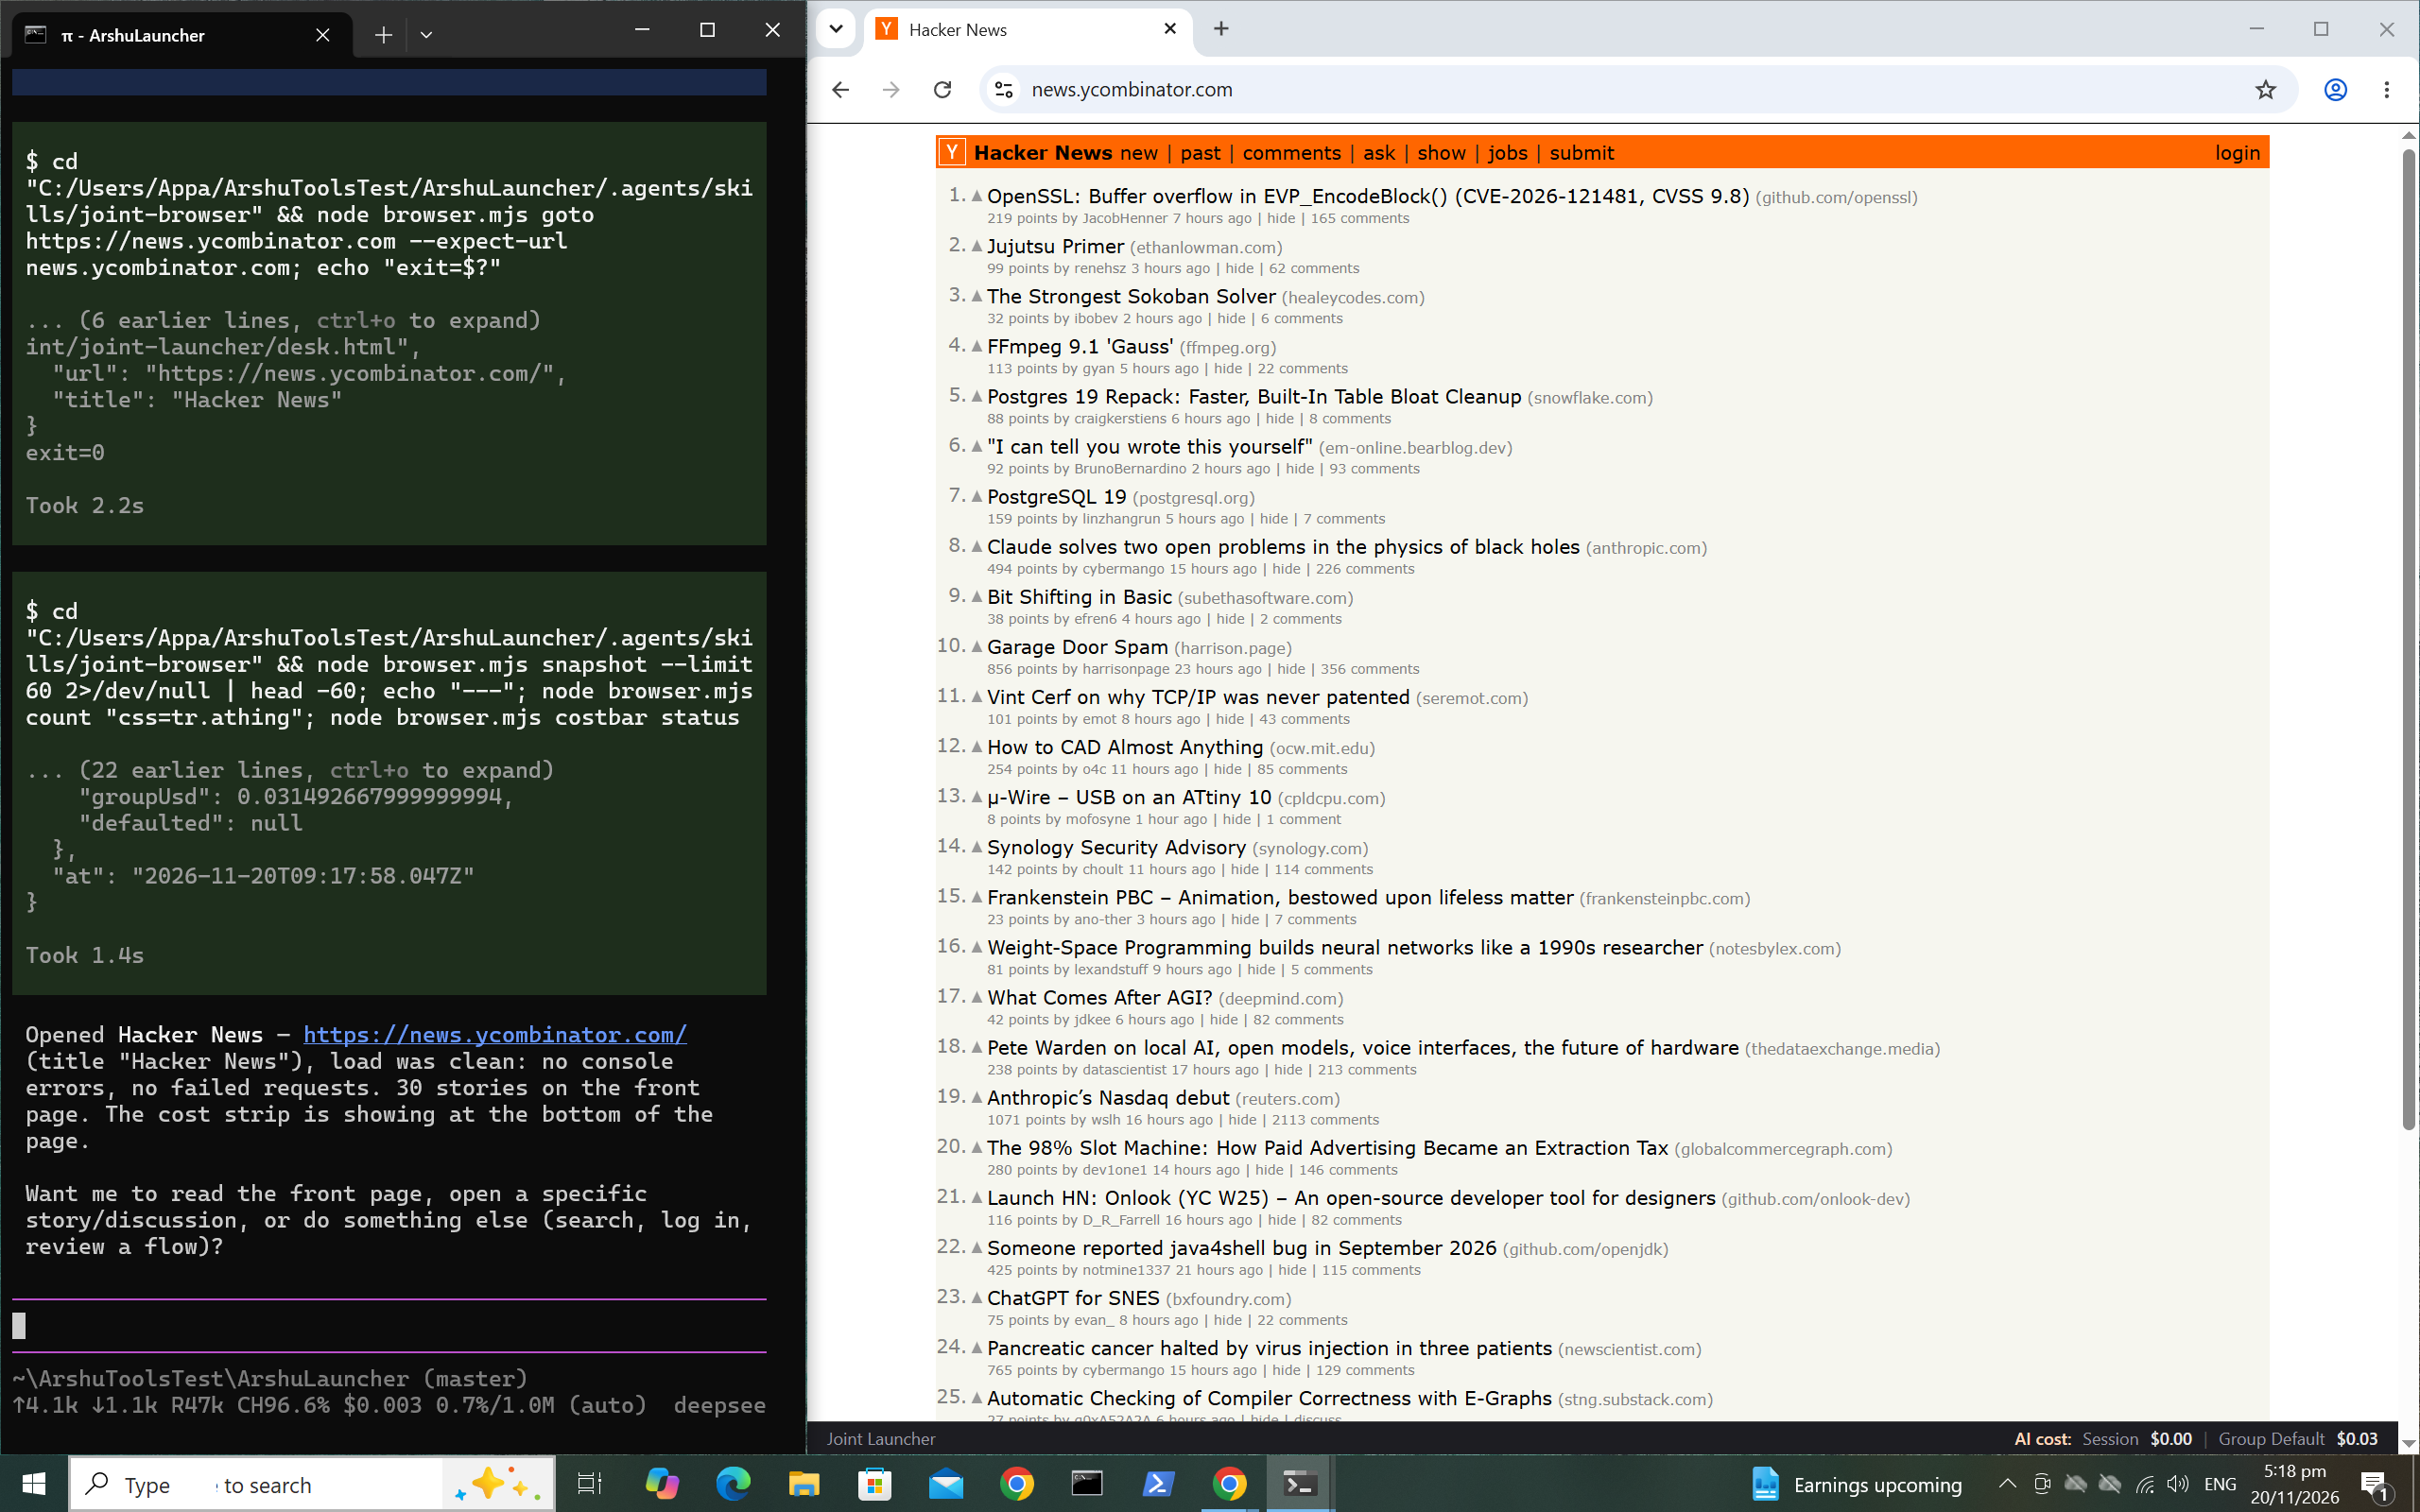 π - ArshuLauncher
$ cd
"C:/Users/Appa/ArshuToolsTest/ArshuLauncher/.agents/ski
lls/joint-browser" && node browser.mjs goto
https://news.ycombinator.com --expect-url
news.ycombinator.com; echo "exit=$?"
... (6 earlier lines, ctrl+o to expand)
int/joint-launcher/desk.html",
"url": "https://news.ycombinator.com/",
"title": "Hacker News"
}
exit=0
Took 2.2s
$ cd
"C:/Users/Appa/ArshuToolsTest/ArshuLauncher/.agents/ski
lls/joint-browser" && node browser.mjs snapshot --limit
60 2>/dev/null | head -60; echo "---"; node browser.mjs
count "css=tr.athing"; node browser.mjs costbar status
... (22 earlier lines, ctrl+o to expand)
"groupUsd": 0.031492667999999994,
"defaulted": null
},
"at": "2026-11-20T09:17:58.047Z"
}
Took 1.4s
Opened Hacker News — https://news.ycombinator.com/
(title "Hacker News"), load was clean: no console
errors, no failed requests. 30 stories on the front
page. The cost strip is showing at the bottom of the
page.
Want me to read the front page, open a specific
story/discussion, or do something else (search, log in,
review a flow)?
~\ArshuToolsTest\ArshuLauncher (master)
↑4.1k ↓1.1k R47k CH96.6% $0.003 0.7%/1.0M (auto) deepsee
Hacker News
news.ycombinator.com
Y Hacker News new | past | comments | ask | show | jobs | submit login
1. OpenSSL: Buffer overflow in EVP_EncodeBlock() (CVE-2026-121481, CVSS 9.8) (github.com/openssl)
219 points by JacobHenner 7 hours ago | hide | 165 comments
2. Jujutsu Primer (ethanlowman.com)
99 points by renehsz 3 hours ago | hide | 62 comments
3. The Strongest Sokoban Solver (healeycodes.com)
32 points by ibobev 2 hours ago | hide | 6 comments
4. FFmpeg 9.1 'Gauss' (ffmpeg.org)
113 points by gyan 5 hours ago | hide | 22 comments
5. Postgres 19 Repack: Faster, Built-In Table Bloat Cleanup (snowflake.com)
88 points by craigkerstiens 6 hours ago | hide | 8 comments
6. "I can tell you wrote this yourself" (em-online.bearblog.dev)
92 points by BrunoBernardino 2 hours ago | hide | 93 comments
7. PostgreSQL 19 (postgresql.org)
159 points by linzhangrun 5 hours ago | hide | 7 comments
8. Claude solves two open problems in the physics of black holes (anthropic.com)
494 points by cybermango 15 hours ago | hide | 226 comments
9. Bit Shifting in Basic (subethasoftware.com)
38 points by efren6 4 hours ago | hide | 2 comments
10. Garage Door Spam (harrison.page)
856 points by harrisonpage 23 hours ago | hide | 356 comments
11. Vint Cerf on why TCP/IP was never patented (seremot.com)
101 points by emot 8 hours ago | hide | 43 comments
12. How to CAD Almost Anything (ocw.mit.edu)
254 points by o4c 11 hours ago | hide | 85 comments
13. μ-Wire – USB on an ATtiny 10 (cpldcpu.com)
8 points by mofosyne 1 hour ago | hide | 1 comment
14. Synology Security Advisory (synology.com)
142 points by choult 11 hours ago | hide | 114 comments
15. Frankenstein PBC – Animation, bestowed upon lifeless matter (frankensteinpbc.com)
23 points by ano-ther 3 hours ago | hide | 7 comments
16. Weight-Space Programming builds neural networks like a 1990s researcher (notesbylex.com)
81 points by lexandstuff 9 hours ago | hide | 5 comments
17. What Comes After AGI? (deepmind.com)
42 points by jdkee 6 hours ago | hide | 82 comments
18. Pete Warden on local AI, open models, voice interfaces, the future of hardware (thedataexchange.media)
238 points by datascientist 17 hours ago | hide | 213 comments
19. Anthropic’s Nasdaq debut (reuters.com)
1071 points by wslh 16 hours ago | hide | 2113 comments
20. The 98% Slot Machine: How Paid Advertising Became an Extraction Tax (globalcommercegraph.com)
280 points by dev1one1 14 hours ago | hide | 146 comments
21. Launch HN: Onlook (YC W25) – An open-source developer tool for designers (github.com/onlook-dev)
116 points by D_R_Farrell 16 hours ago | hide | 82 comments
22. Someone reported java4shell bug in September 2026 (github.com/openjdk)
425 points by notmine1337 21 hours ago | hide | 115 comments
23. ChatGPT for SNES (bxfoundry.com)
75 points by evan_ 8 hours ago | hide | 22 comments
24. Pancreatic cancer halted by virus injection in three patients (newscientist.com)
765 points by cybermango 15 hours ago | hide | 129 comments
25. Automatic Checking of Compiler Correctness with E-Graphs (stng.substack.com)
27 points by 6 hours ago | hide | discuss
Joint Launcher AI cost: Session $0.00 | Group Default $0.03
Type to search
Earnings upcoming
ENG
5:18 pm
20/11/2026
1